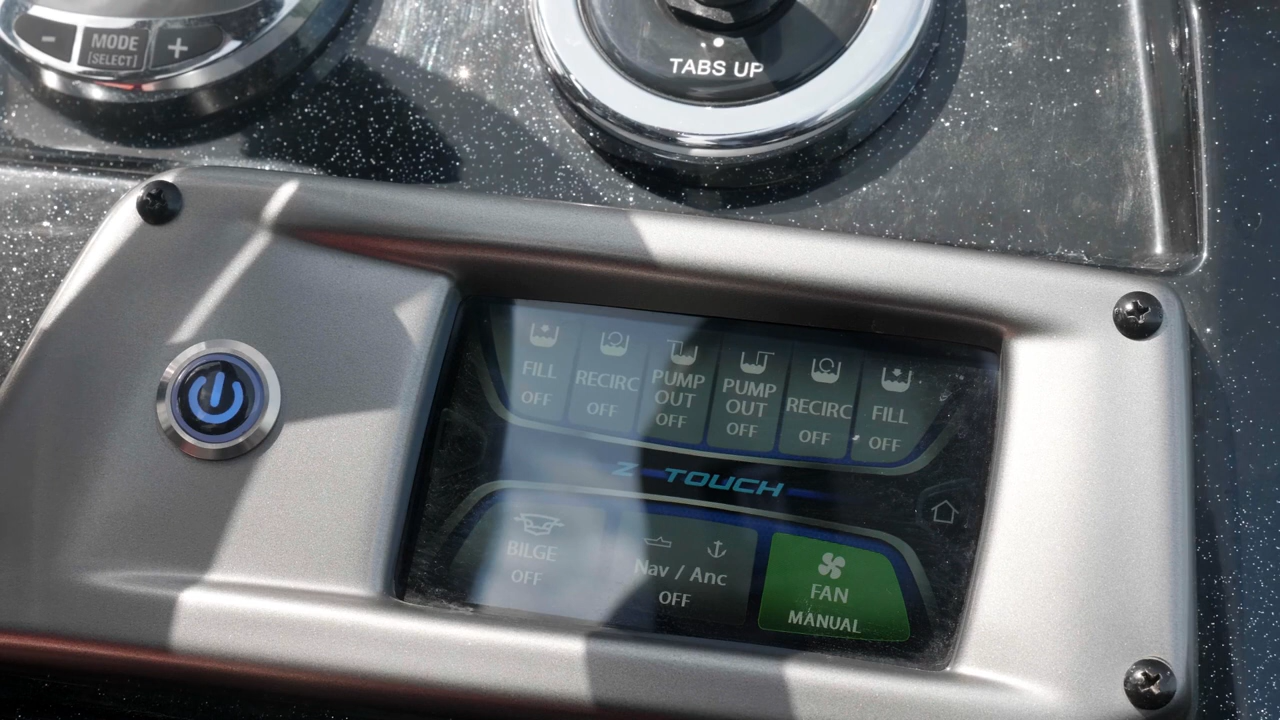 -
MODE
[SELECT]
+
TABS UP
FILL
OFF
RECIRC
OFF
PUMP
OUT
OFF
PUMP
OUT
OFF
RECIRC
OFF
FILL
OFF
Z-TOUCH
BILGE
OFF
Nav / Anc
OFF
FAN
MANUAL